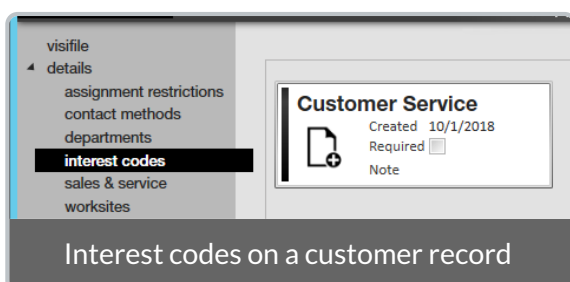 visifile
details
assignment restrictions
contact methods
departments
interest codes
sales & service
worksites
Customer Service
Created 10/1/2018
Required
Note
Interest codes on a customer record